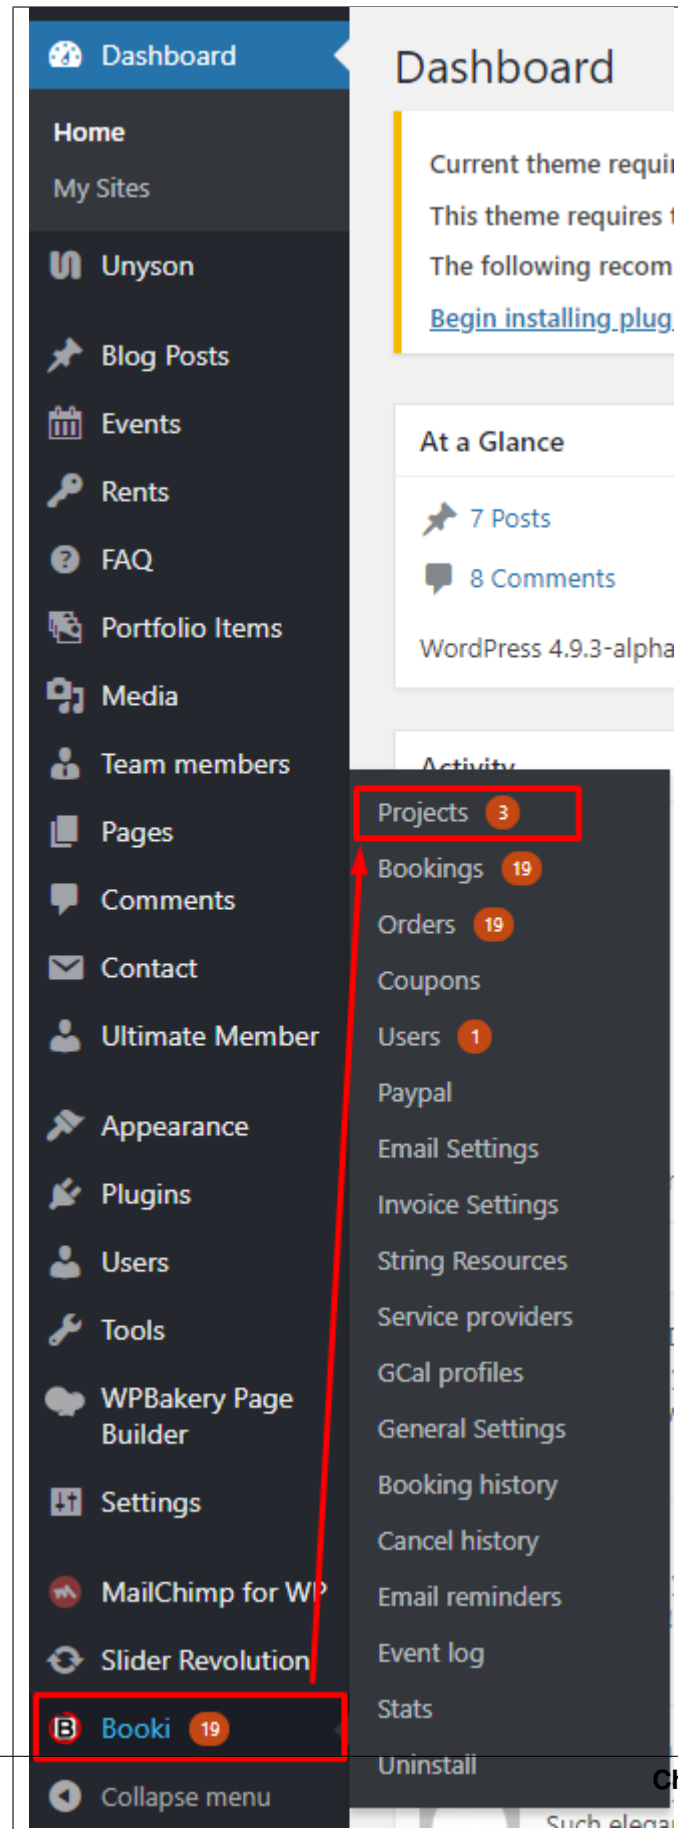 Dashboard
Home
My Sites
Unyson
Blog Posts
Events
Rents
FAQ
Portfolio Items
Media
Team members
Pages
Comments
Contact
Ultimate Member
Appearance
Plugins
Users
Tools
WPBakery Page
Builder
Settings
MailChimp for WP
Slider Revolution
Booki 19
Collapse menu
Dashboard
Current theme
This theme requires
The following
Begin installing
At a Glance
7 Posts
8 Comments
WordPress 4.9.3-alpha
Activity
Projects 3
Bookings 19
Orders 19
Coupons
Users 1
Paypal
Email Settings
Invoice Settings
String Resources
Service providers
GCal profiles
General Settings
Booking history
Cancel history
Email reminders
Event log
Stats
Uninstall
Such